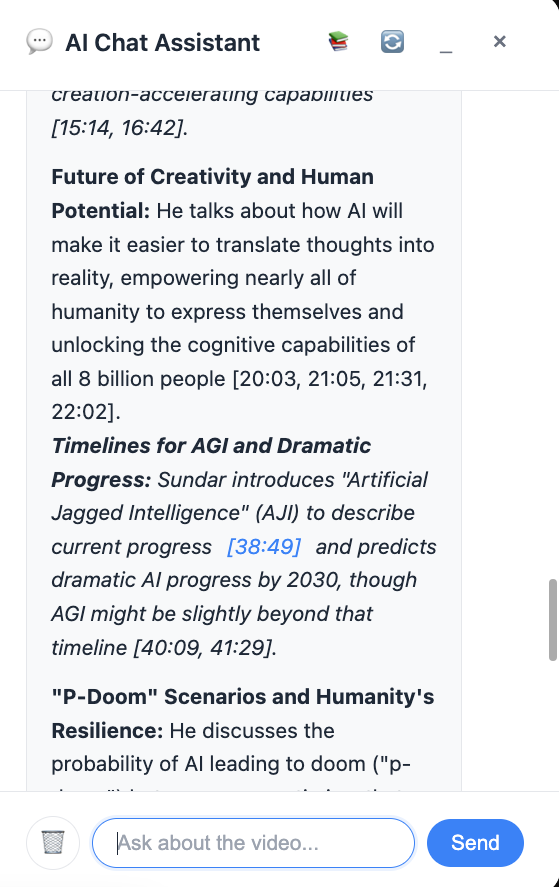 AI Chat Assistant
creation-accelerating capabilities
[15:14, 16:42].
Future of Creativity and Human
Potential: He talks about how AI will
make it easier to translate thoughts into
reality, empowering nearly all of
humanity to express themselves and
unlocking the cognitive capabilities of
all 8 billion people [20:03, 21:05, 21:31,
22:02].
Timelines for AGI and Dramatic
Progress: Sundar introduces "Artificial
Jagged Intelligence" (AJI) to describe
current progress [38:49] and predicts
dramatic AI progress by 2030, though
AGI might be slightly beyond that
timeline [40:09, 41:29].
"P-Doom" Scenarios and Humanity's
Resilience: He discusses the
probability of AI leading to doom ("p-
Ask about the video...
Send